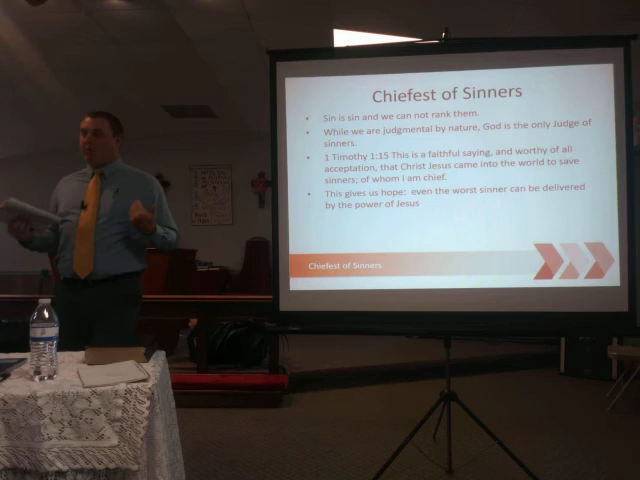 Chiefest of Sinners
• Sin is sin and we can not rank them.
• While we are judgmental by nature, God is the only Judge of
sinners.
• 1 Timothy 1:15 This is a faithful saying, and worthy of all
acceptation, that Christ Jesus came into the world to save
sinners; of whom I am chief.
• This gives us hope: even the worst sinner can be delivered
by the power of Jesus
Chiefest of Sinners